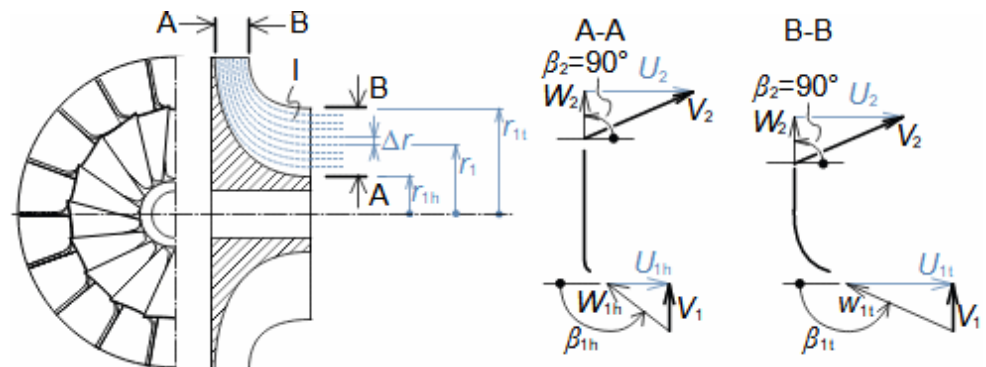 A B
I
B
Δr
r1t
r1
r1h
A
A-A
β2=90°
U2
W2
V2
U1h
W1h
V1
β1h
B-B
β2=90°
U2
W2
V2
U1t
w1t
V1
β1t